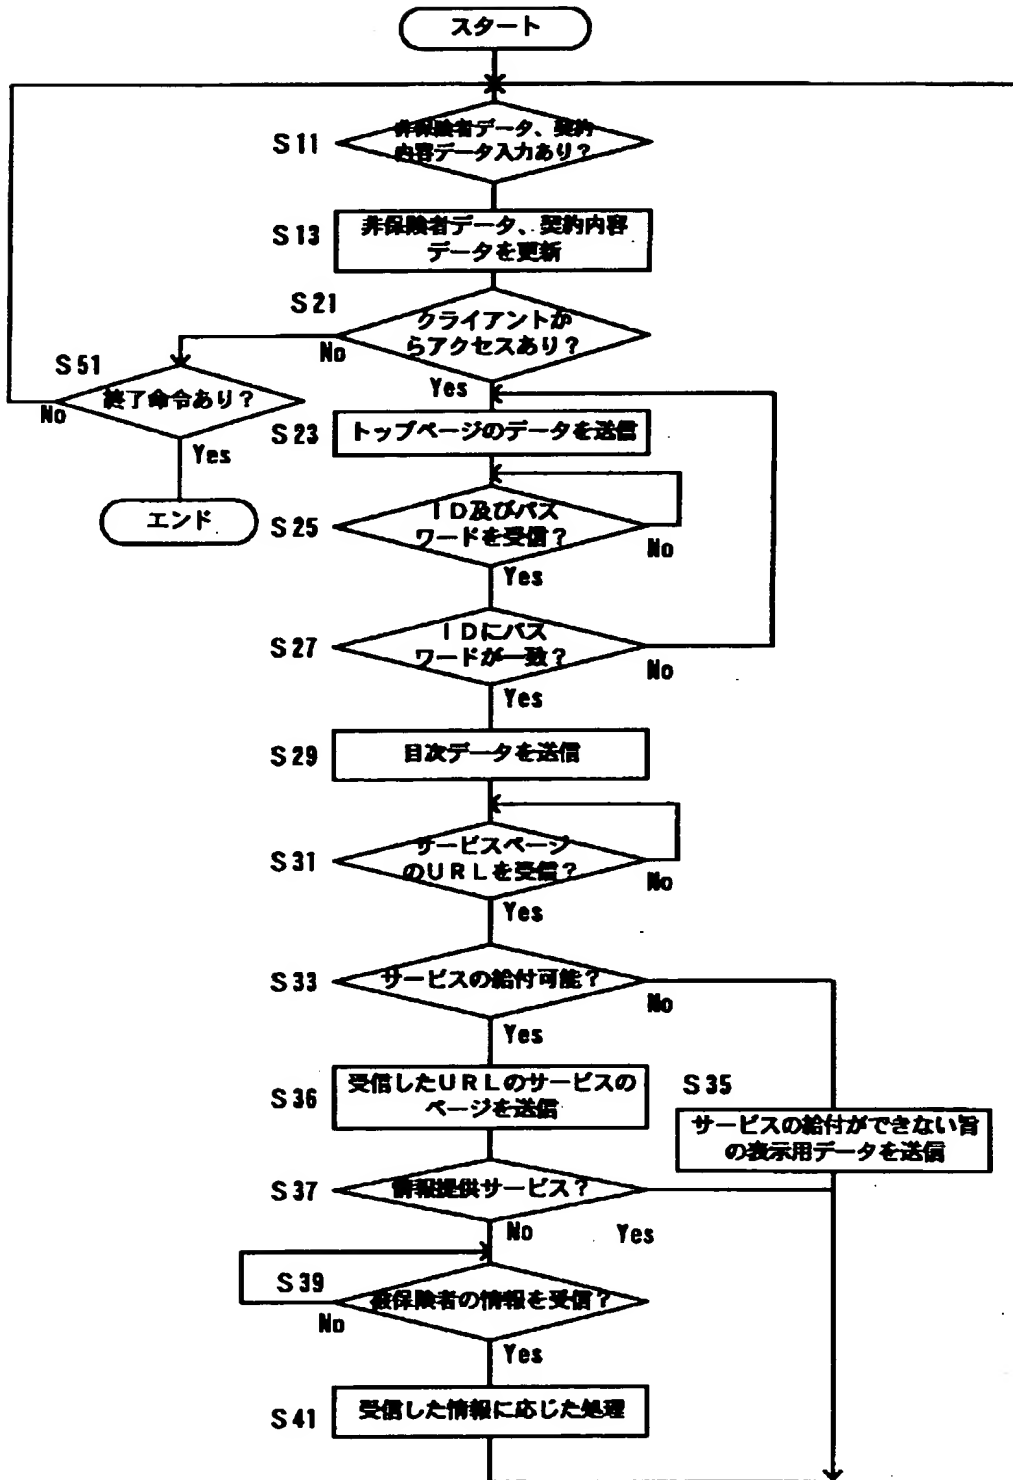 スタート
S11
非保険者データ、契約
内容データ入力あり?
S13
非保険者データ、契約内容
データを更新
S21
クライアントか
らアクセスあり?
No
Yes
S51
終了命令あり?
No
Yes
エンド
S23
トップページのデータを送信
S25
ID及びパス
ワードを受信?
No
Yes
S27
IDにパス
ワードが一致?
No
Yes
S29
目次データを送信
S31
サービスページ
のURLを受信?
No
Yes
S33
サービスの給付可能?
No
Yes
S36
受信したURLのサービスの
ページを送信
S35
サービスの給付ができない旨
の表示用データを送信
S37
情報提供サービス?
No
Yes
S39
被保険者の情報を受信?
No
Yes
S41
受信した情報に応じた処理